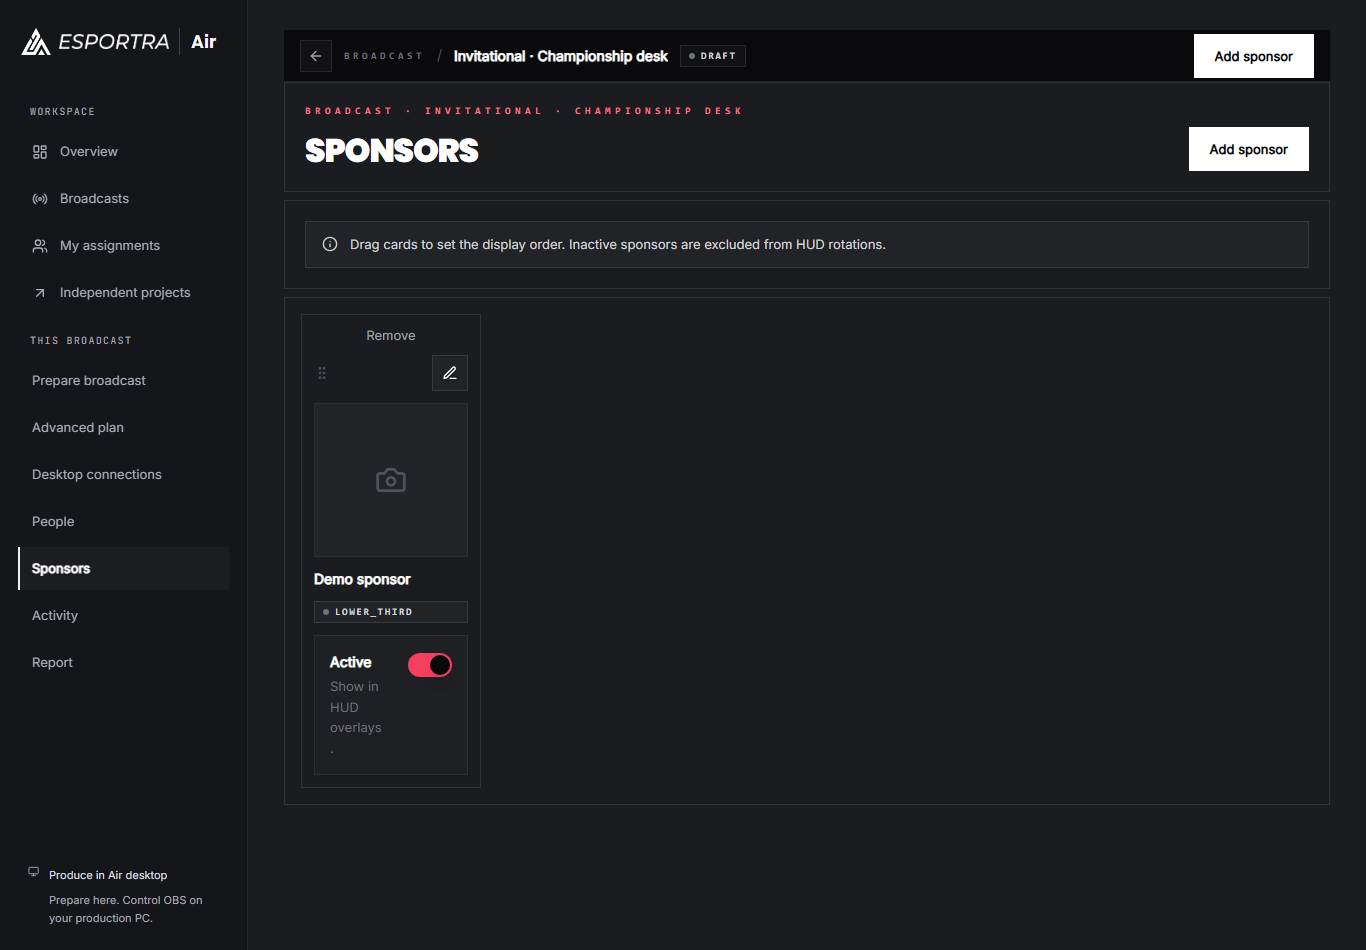 ESPORTRA Air
WORKSPACE
Overview
Broadcasts
My assignments
Independent projects
THIS BROADCAST
Prepare broadcast
Advanced plan
Desktop connections
People
Sponsors
Activity
Report
Produce in Air desktop
Prepare here. Control OBS on
your production PC.
BROADCAST / Invitational · Championship desk DRAFT
Add sponsor
BROADCAST · INVITATIONAL · CHAMPIONSHIP DESK
SPONSORS
Add sponsor
Drag cards to set the display order. Inactive sponsors are excluded from HUD rotations.
Remove
Demo sponsor
LOWER_THIRD
Active
Show in
HUD
overlays
.